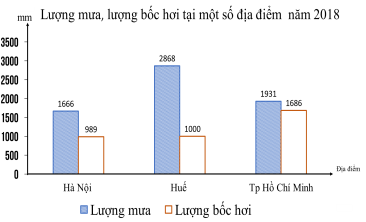 Lượng mưa, lượng bốc hơi tại một số địa điểm năm 2018
mm
3500
3000
2500
2000
1500
1000
500
0
1666
989
2868
1000
1931
1686
Địa điểm
Hà Nội
Huế
Tp Hồ Chí Minh
Lượng mưa
Lượng bốc hơi